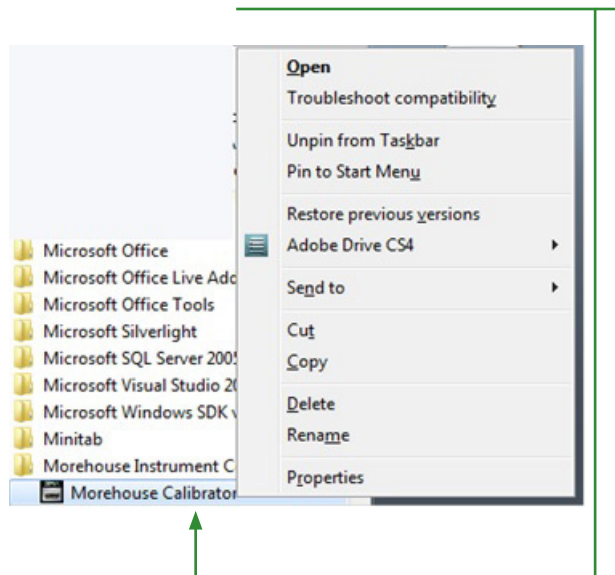 Open
Troubleshoot compatibility
Unpin from Taskbar
Pin to Start Menu
Restore previous versions
Adobe Drive CS4
Send to
Cut
Copy
Delete
Rename
Properties
Microsoft Office
Microsoft Office Live Add
Microsoft Office Tools
Microsoft Silverlight
Microsoft SQL Server 2005
Microsoft Visual Studio 20
Microsoft Windows SDK v
Minitab
Morehouse Instrument C
Morehouse Calibrator